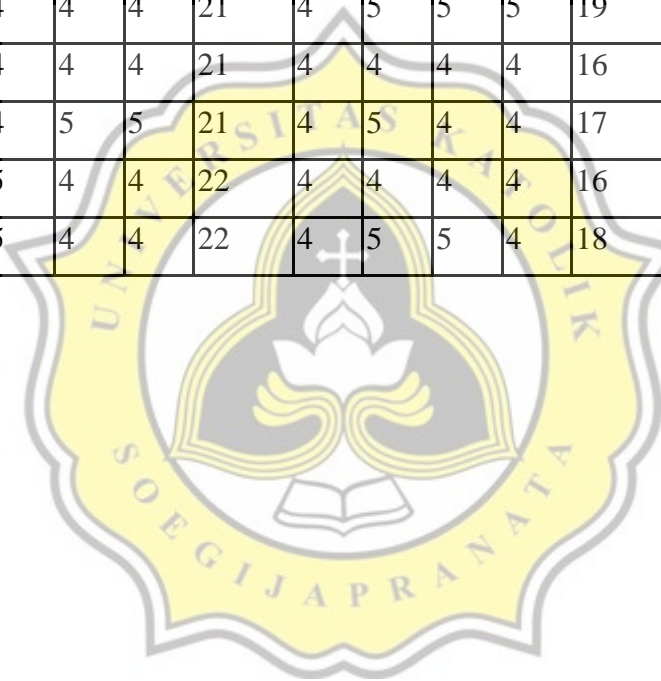 4 4 21 4 5 5 5 19
4 4 21 4 4 4 4 16
5 5 21 4 5 4 4 17
4 4 22 4 4 4 4 16
4 4 22 4 5 5 4 18
UNIVERSITAS KATOLIK
SOEGIJAPRANATA